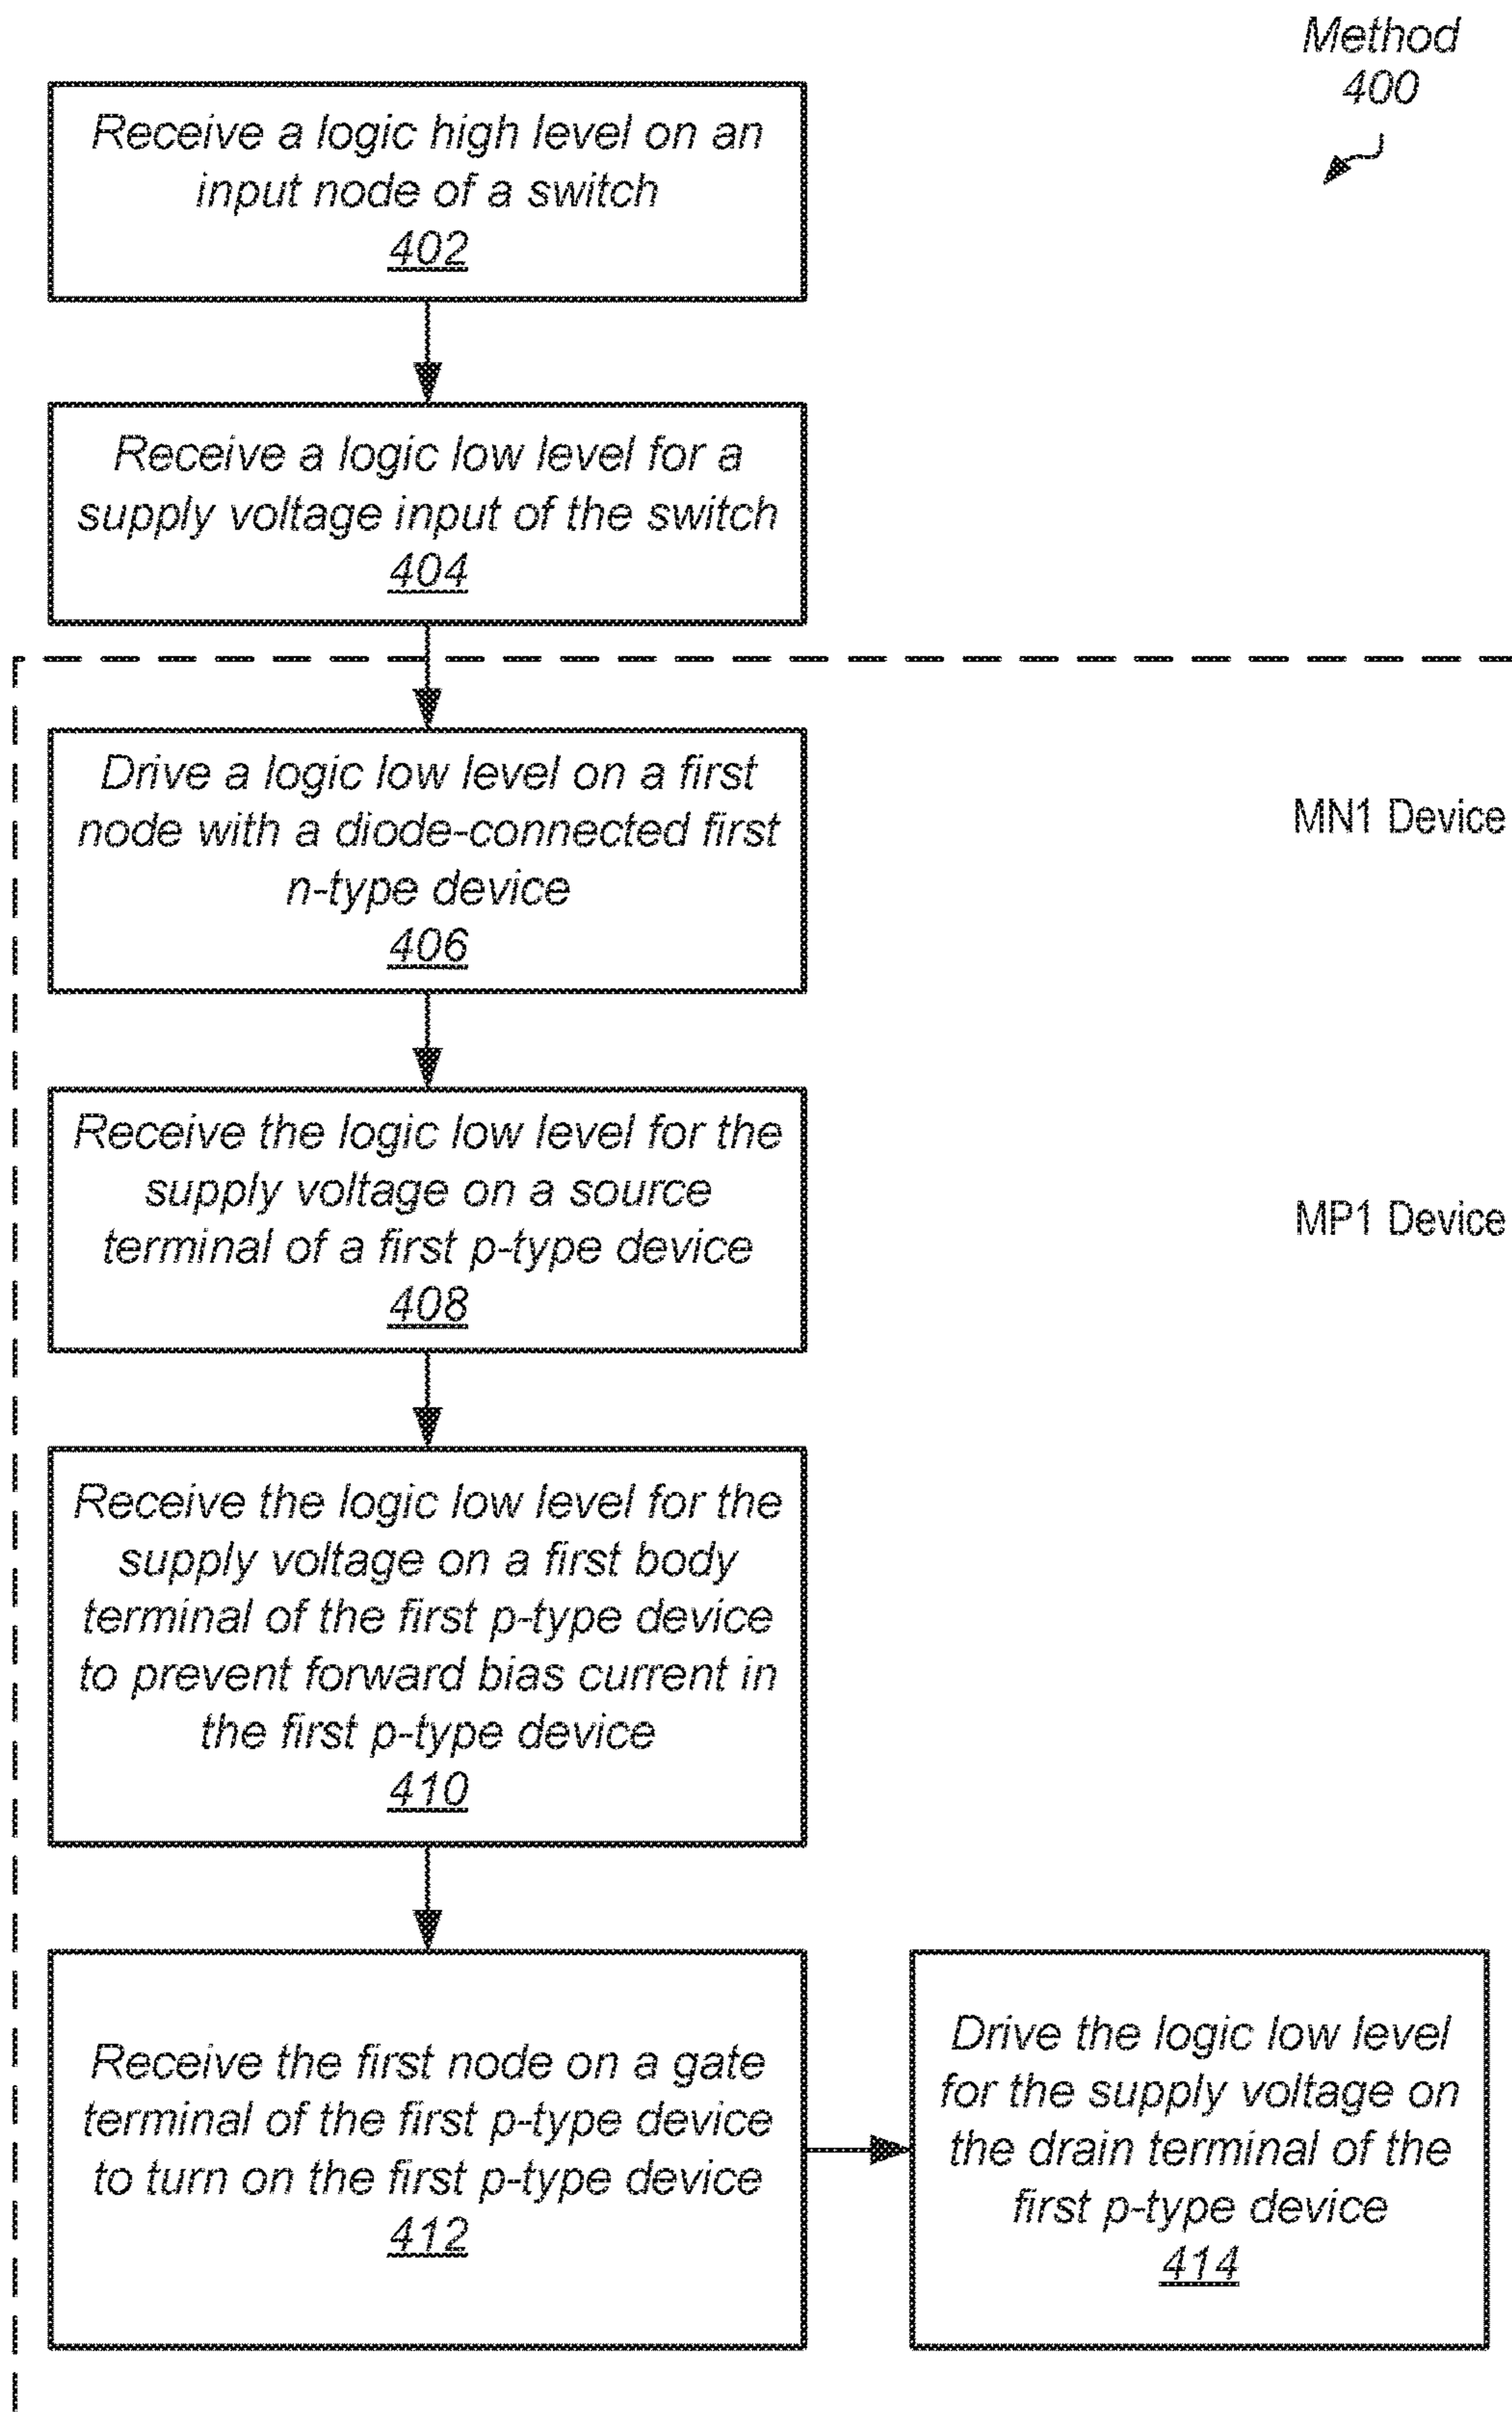 Method
400
Receive a logic high level on an
input node of a switch
402
Receive a logic low level for a
supply voltage input of the switch
404
Drive a logic low level on a first
node with a diode-connected first
n-type device
406
MN1 Device
Receive the logic low level for the
supply voltage on a source
terminal of a first p-type device
408
MP1 Device
Receive the logic low level for the
supply voltage on a first body
terminal of the first p-type device
to prevent forward bias current in
the first p-type device
410
Receive the first node on a gate
terminal of the first p-type device
to turn on the first p-type device
412
Drive the logic low level
for the supply voltage on
the drain terminal of the
first p-type device
414